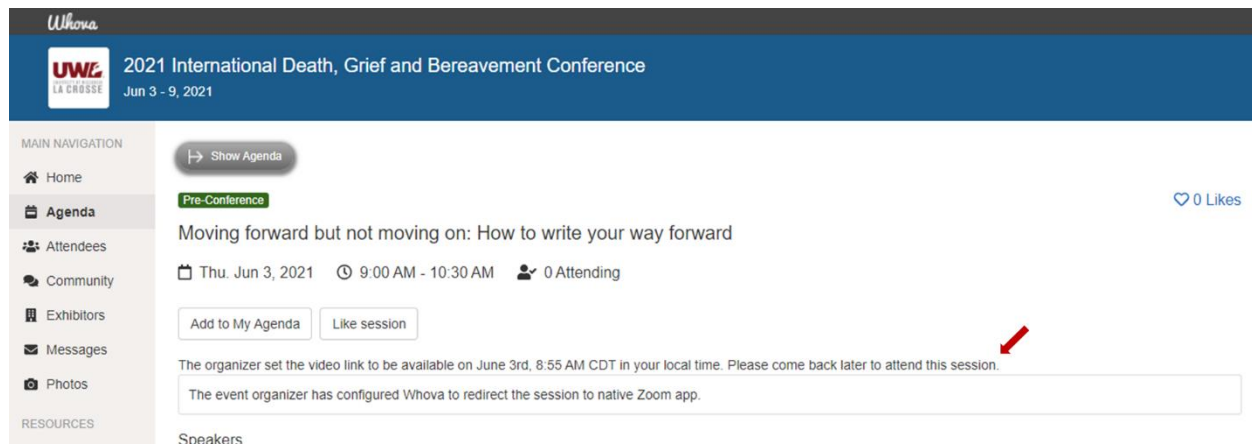 Whova
UWL
UNIVERSITY of WISCONSIN
LA CROSSE
2021 International Death, Grief and Bereavement Conference
Jun 3 - 9, 2021
MAIN NAVIGATION
Home
Agenda
Attendees
Community
Exhibitors
Messages
Photos
RESOURCES
Show Agenda
Pre-Conference
0 Likes
Moving forward but not moving on: How to write your way forward
Thu. Jun 3, 2021 9:00 AM - 10:30 AM 0 Attending
Add to My Agenda Like session
The organizer set the video link to be available on June 3rd, 8:55 AM CDT in your local time. Please come back later to attend this session.
The event organizer has configured Whova to redirect the session to native Zoom app.
Speakers